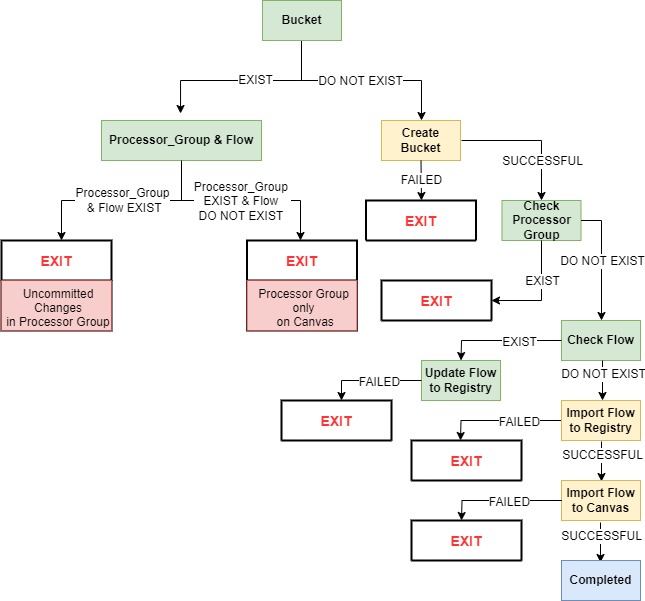 Bucket
EXIST
DO NOT EXIST
Processor_Group & Flow
Create
Bucket
SUCCESSFUL
FAILED
Processor_Group
& Flow EXIST
Processor_Group
EXIST & Flow
DO NOT EXIST
EXIT
Check
Processor
Group
EXIT
Uncommitted
Changes
in Processor Group
EXIT
Processor Group
only
on Canvas
DO NOT EXIST
EXIST
EXIT
Check Flow
EXIST
Update Flow
to Registry
DO NOT EXIST
FAILED
EXIT
Import Flow
to Registry
FAILED
EXIT
SUCCESSFUL
Import Flow
to Canvas
FAILED
EXIT
SUCCESSFUL
Completed